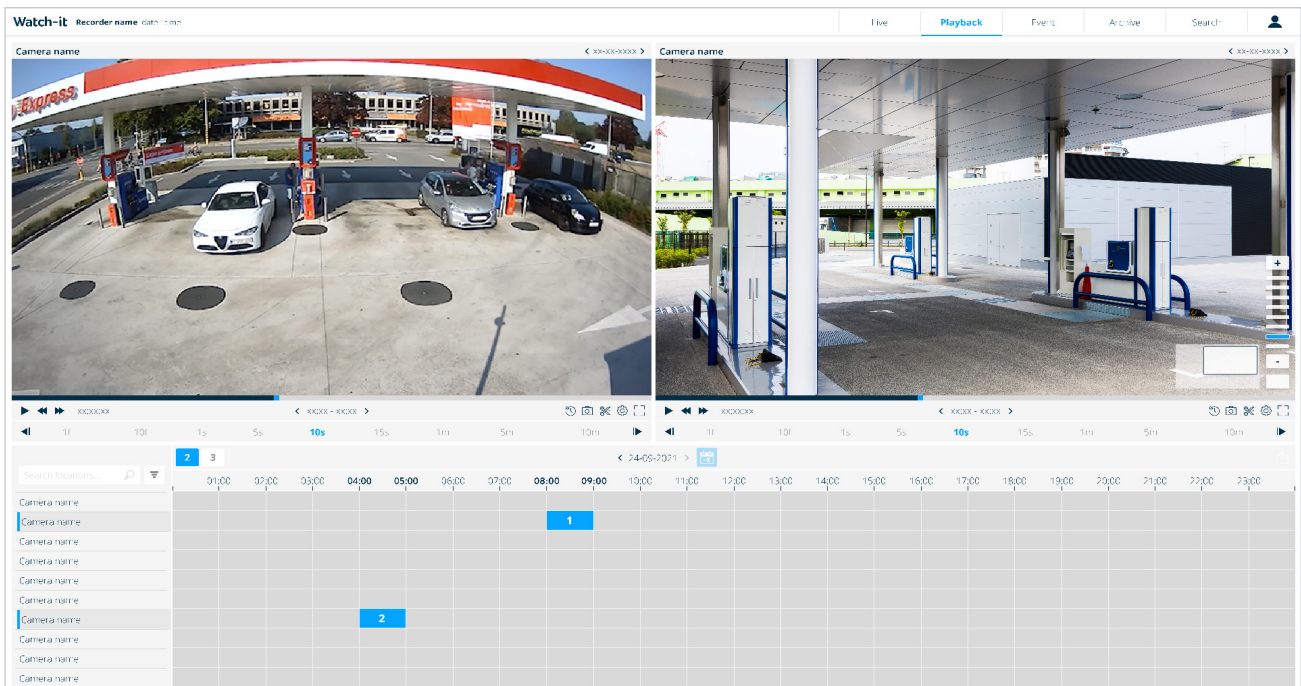 Watch-it Recorder name date time Live Playback Event Archive Search
Camera name < xx-xx-xxxx >
Camera name < xx-xx-xxxx >
Express
xx:xx:xx < xx:xx - xx:xx >
xx:xx:xx < xx:xx - xx:xx >
1f 10f 1s 5s 10s 15s 1m 5m 10m
1f 10f 1s 5s 10s 15s 1m 5m 10m
+
-
2 3 < 24-09-2021 >
Search locations...
01:00 02:00 03:00 04:00 05:00 06:00 07:00 08:00 09:00 10:00 11:00 12:00 13:00 14:00 15:00 16:00 17:00 18:00 19:00 20:00 21:00 22:00 23:00
Camera name
Camera name 1
Camera name
Camera name
Camera name
Camera name
Camera name 2
Camera name
Camera name
Camera name